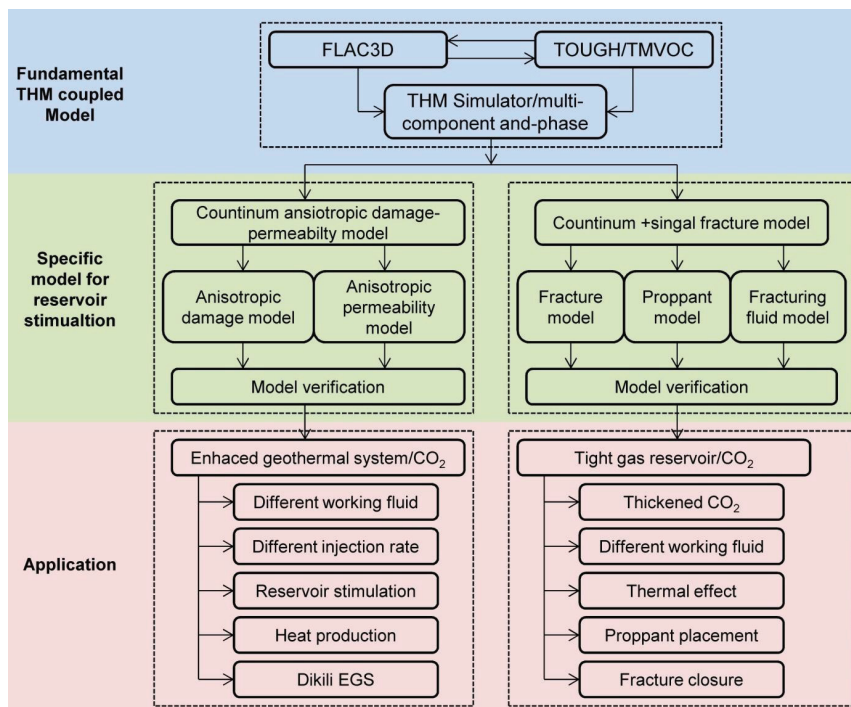 Fundamental
THM coupled
Model
FLAC3D
TOUGH/TMVOC
THM Simulator/multi-
component and-phase
Specific
model for
reservoir
stimualtion
Countinum ansiotropic damage-
permeabilty model
Anisotropic
damage model
Anisotropic
permeability
model
Model verification
Countinum +singal fracture model
Fracture
model
Proppant
model
Fracturing
fluid model
Model verification
Application
Enhaced geothermal system/CO₂
Different working fluid
Different injection rate
Reservoir stimulation
Heat production
Dikili EGS
Tight gas reservoir/CO₂
Thickened CO₂
Different working fluid
Thermal effect
Proppant placement
Fracture closure